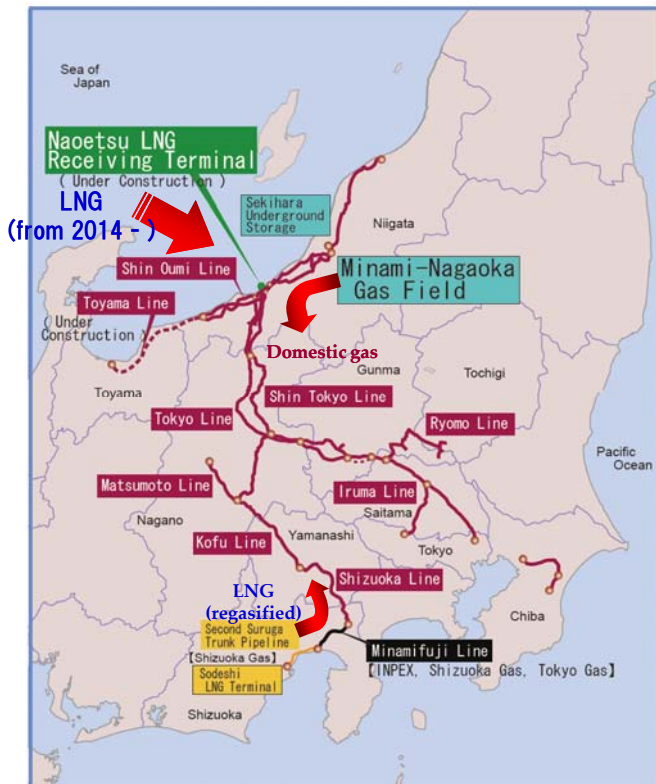 Sea of
Japan
Naoetsu LNG
Receiving Terminal
( Under Construction )
LNG
(from 2014 - )
Sekihara
Underground
Storage
Niigata
Shin Oumi Line
Minami-Nagaoka
Gas Field
Toyama Line
( Under
Construction )
Domestic gas
Toyama
Gunma
Tochigi
Shin Tokyo Line
Tokyo Line
Ryomo Line
Pacific
Ocean
Matsumoto Line
Iruma Line
Nagano
Saitama
Kofu Line
Yamanashi
Tokyo
LNG
(regasified)
Shizuoka Line
Chiba
Second Suruga
Trunk Pipeline
Minamifuji Line
【Shizuoka Gas】
【INPEX, Shizuoka Gas, Tokyo Gas】
Sodeshi
LNG Terminal
Shizuoka